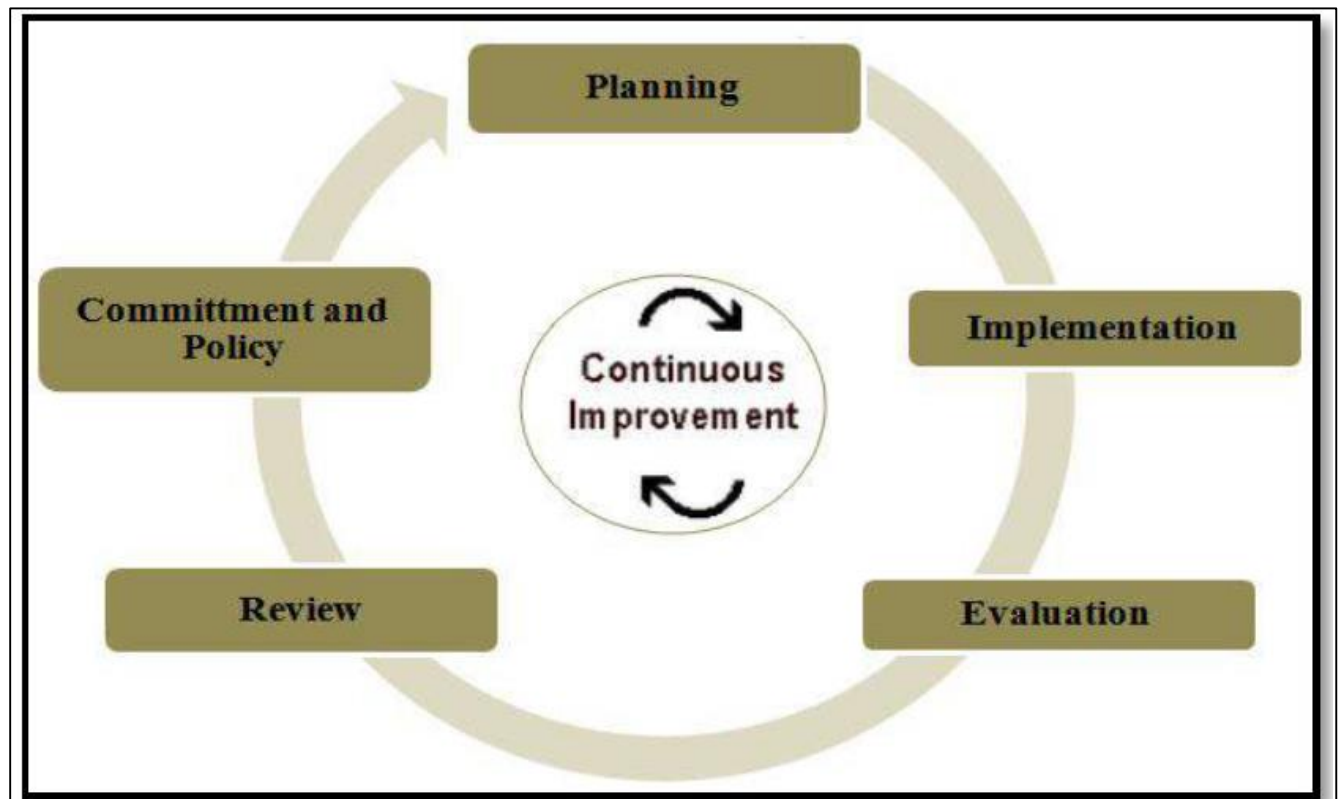 Planning
Implementation
Evaluation
Review
Committment and
Policy
Continuous
Improvement